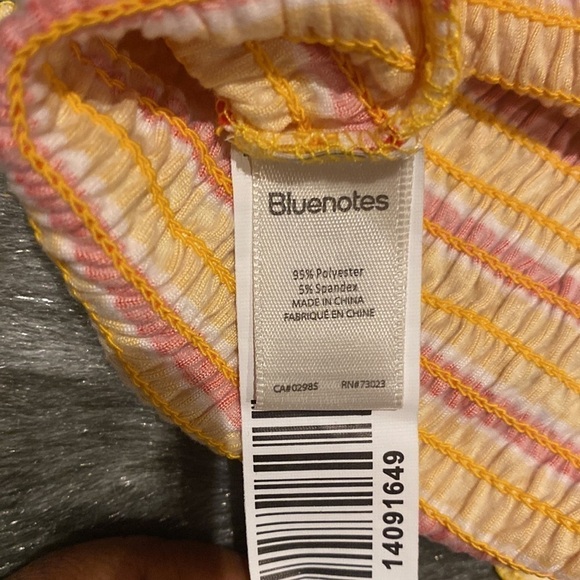 Bluenotes
95% Polyester
5% Spandex
MADE IN CHINA
FABRIQUÉ EN CHINE
CA#02985 RN#73023
14091649